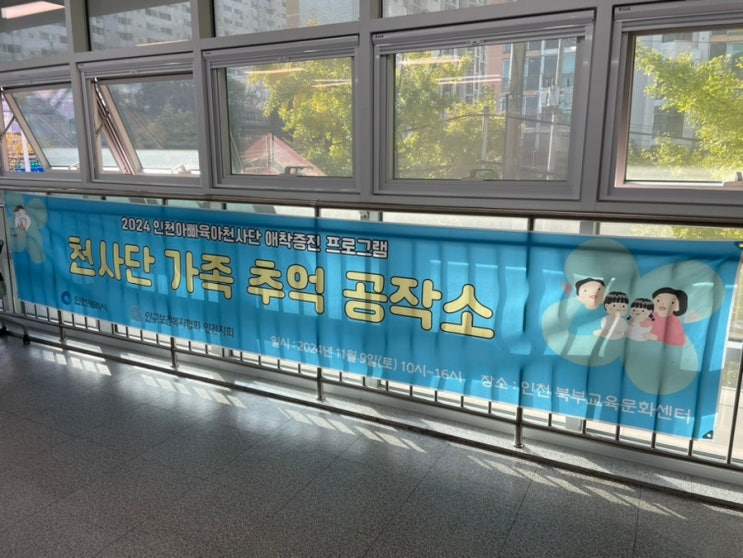 2024 인천아빠육아천사단 애착증진 프로그램
천사단 가족 추억 공작소
인천광역시
인구보건복지협회 인천지회
일시 : 2024년 11월 9일(토) 10시~16시
장소 : 인천 북부교육문화센터